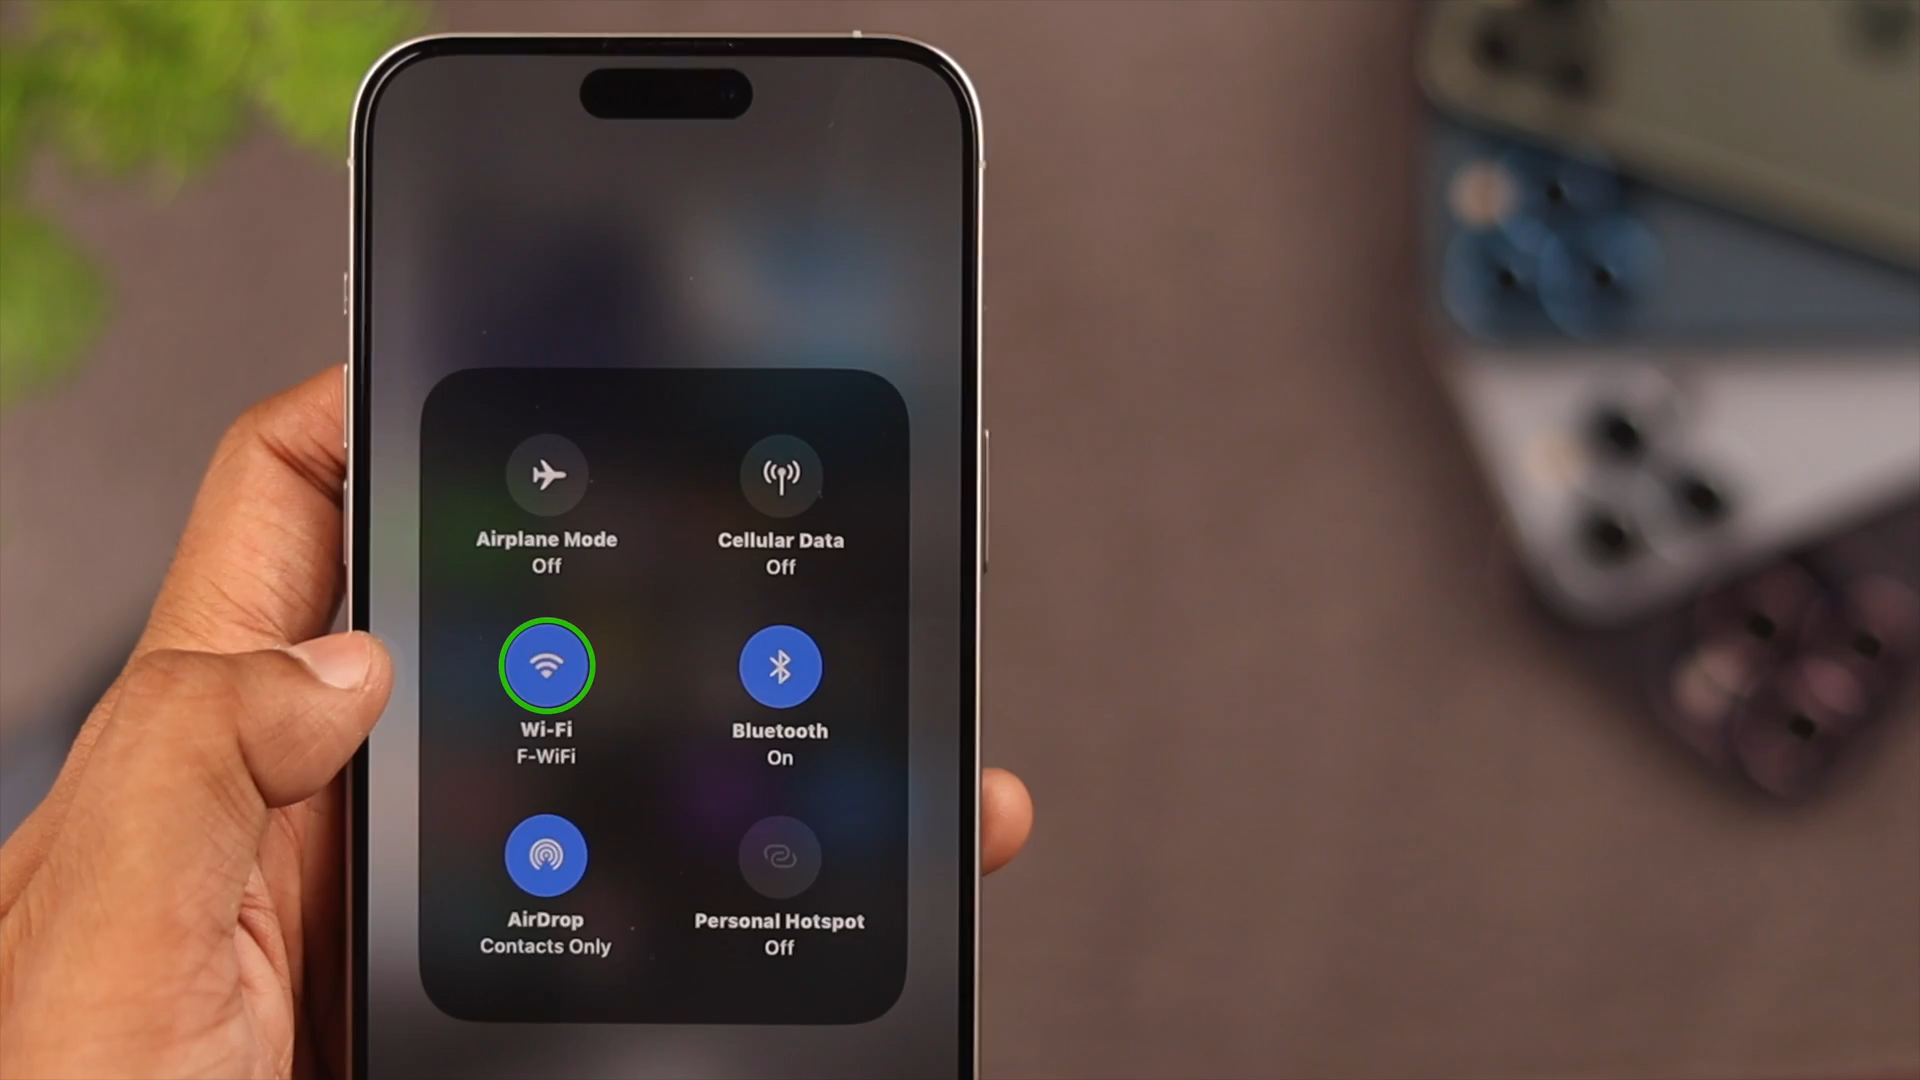 Airplane Mode
Off
Cellular Data
Off
Wi-Fi
F-WiFi
Bluetooth
On
AirDrop
Contacts Only
Personal Hotspot
Off